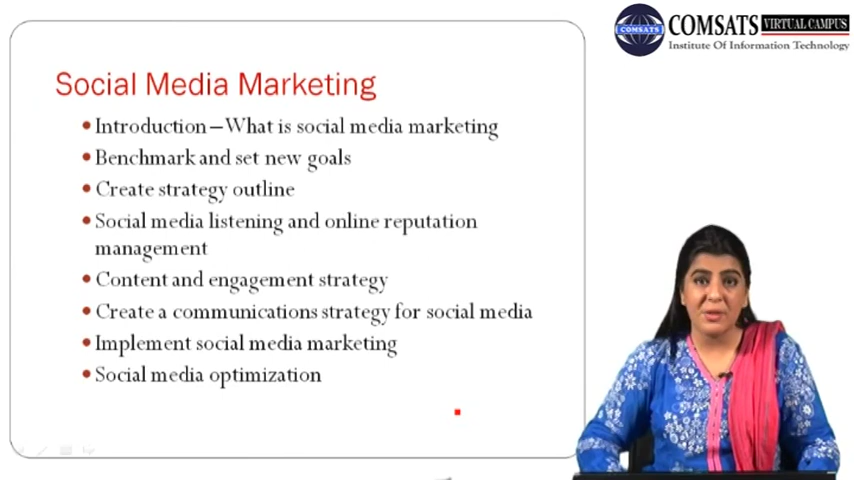 COMSATS VIRTUAL CAMPUS
COMSATS
Institute Of Information Technology
Social Media Marketing
Introduction – What is social media marketing
Benchmark and set new goals
Create strategy outline
Social media listening and online reputation
management
Content and engagement strategy
Create a communications strategy for social media
Implement social media marketing
Social media optimization